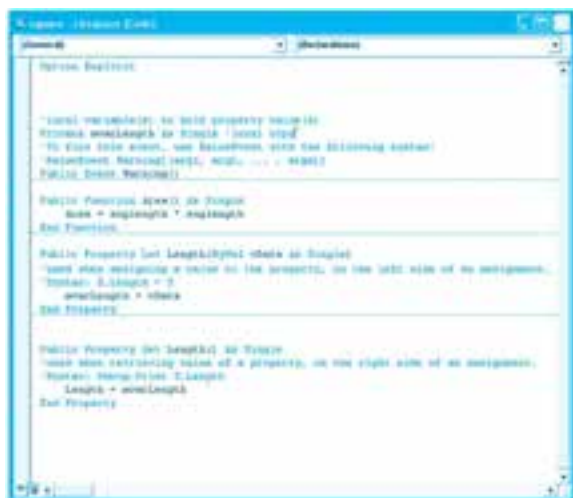 (General) (Declarations)
Option Explicit
'local variable(s) to hold property value(s)
Private mvarLength As Single 'local copy
'To fire this event, use RaiseEvent with the following syntax:
'RaiseEvent Warning[(arg1, arg2, ... , argn)]
Public Event Warning()
Public Function Area() As Single
Area =
End Function
Public Property Let Length(ByVal vData As Single)
'used when assigning a value to the property, on the left side of an assignment.
'Syntax: X.Length = 5
mvarLength = vData
End Property
Public Property Get Length() As Single
'used when retrieving value of a property, on the right side of an assignment.
'Syntax: Debug.Print X.Length
Length = mvarLength
End Property